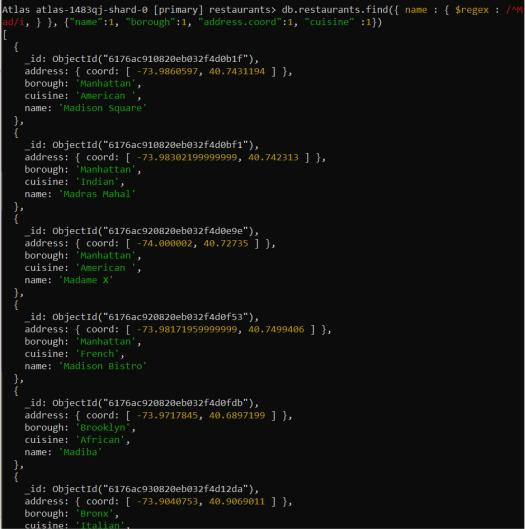 Atlas atlas-1483qj-shard-0 [primary] restaurants> db.restaurants.find({ name : { $regex : /^M
ad/i, } }, {"name":1, "borough":1, "address.coord":1, "cuisine" :1})
[
  {
    _id: ObjectId("6176ac910820eb032f4d0b1f"),
    address: { coord: [ -73.9860597, 40.7431194 ] },
    borough: 'Manhattan',
    cuisine: 'American ',
    name: 'Madison Square'
  },
  {
    _id: ObjectId("6176ac910820eb032f4d0bf1"),
    address: { coord: [ -73.98302199999999, 40.742313 ] },
    borough: 'Manhattan',
    cuisine: 'Indian',
    name: 'Madras Mahal'
  },
  {
    _id: ObjectId("6176ac920820eb032f4d0e9e"),
    address: { coord: [ -74.000002, 40.72735 ] },
    borough: 'Manhattan',
    cuisine: 'American ',
    name: 'Madame X'
  },
  {
    _id: ObjectId("6176ac920820eb032f4d0f53"),
    address: { coord: [ -73.98171959999999, 40.7499406 ] },
    borough: 'Manhattan',
    cuisine: 'French',
    name: 'Madison Bistro'
  },
  {
    _id: ObjectId("6176ac920820eb032f4d0fdb"),
    address: { coord: [ -73.9717845, 40.6897199 ] },
    borough: 'Brooklyn',
    cuisine: 'African',
    name: 'Madiba'
  },
  {
    _id: ObjectId("6176ac930820eb032f4d12da"),
    address: { coord: [ -73.9040753, 40.9069011 ] },
    borough: 'Bronx',
    cuisine: 'Italian',